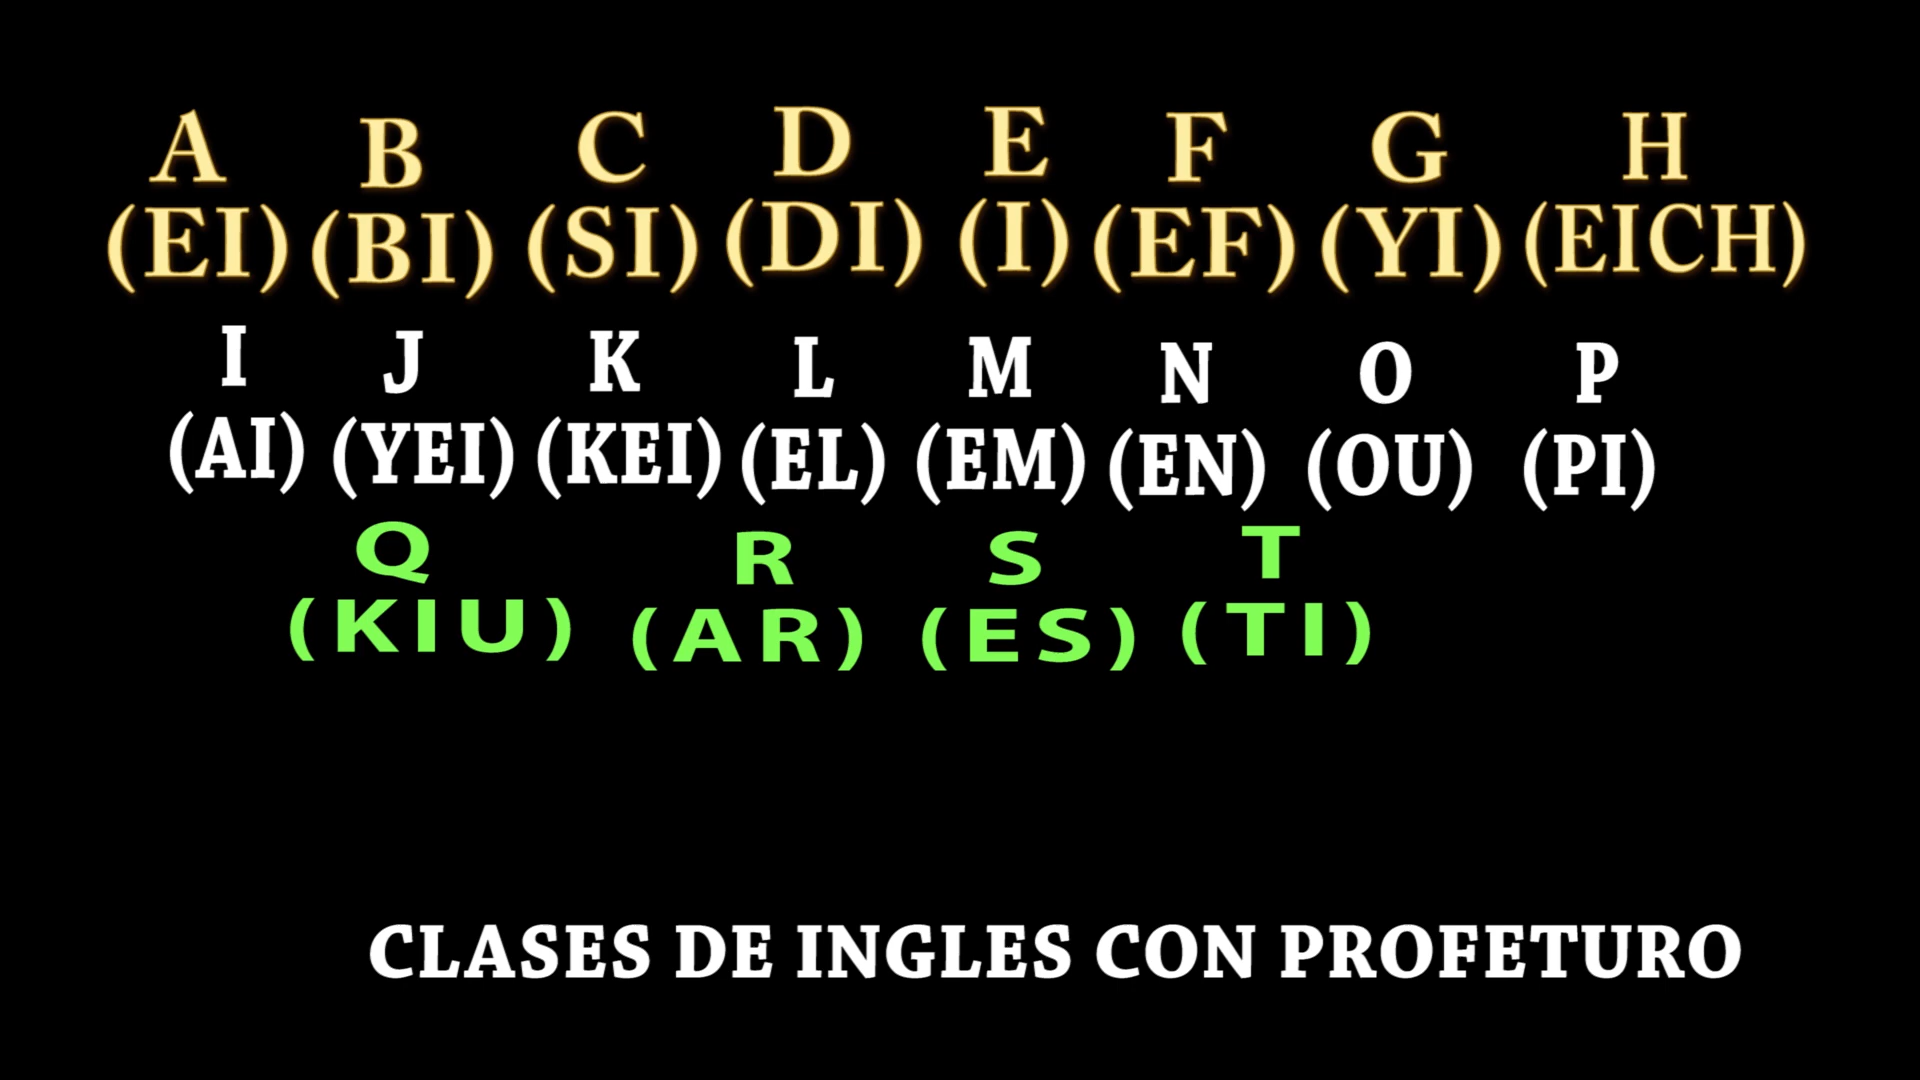 A B C D E F G H
(EI) (BI) (SI) (DI) (I) (EF) (YI) (EICH)
I J K L M N O P
(AI) (YEI) (KEI) (EL) (EM) (EN) (OU) (PI)
Q R S T
(KIU) (AR) (ES) (TI)
CLASES DE INGLES CON PROFETURO